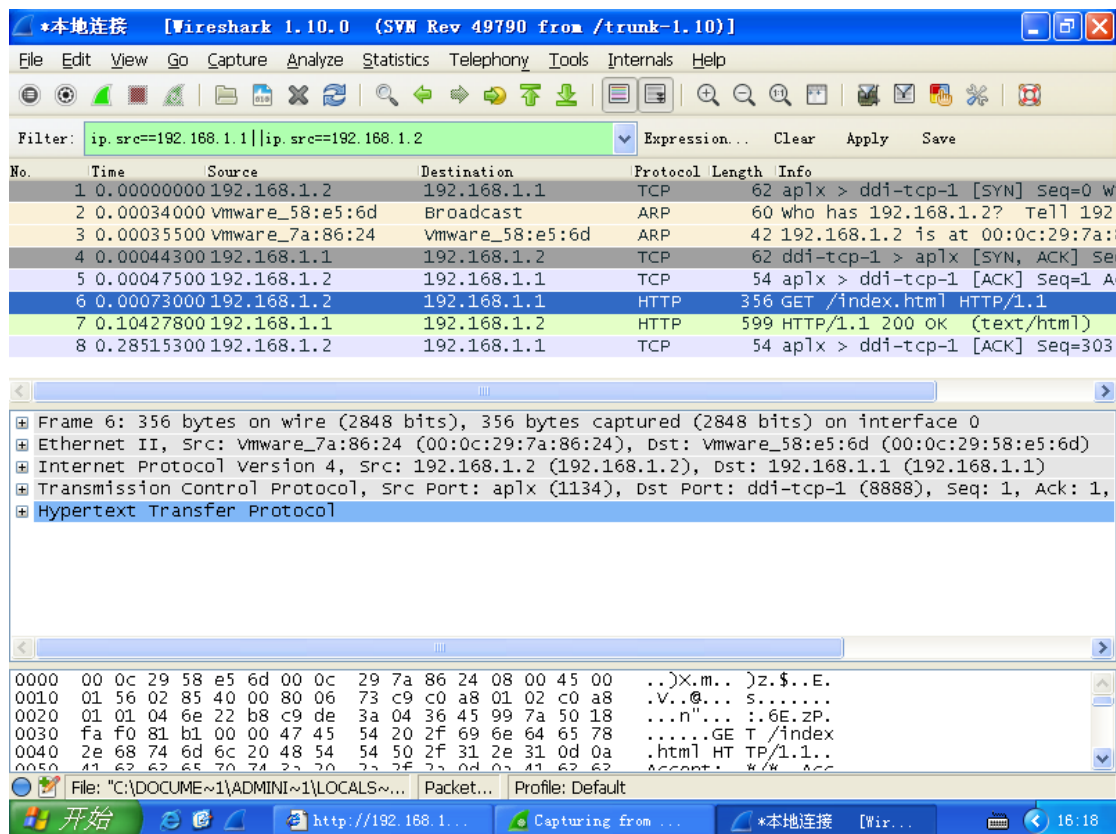 *本地连接 [Wireshark 1.10.0 (SVN Rev 49790 from /trunk-1.10)]
File Edit View Go Capture Analyze Statistics Telephony Tools Internals Help
Filter: ip.src==192.168.1.1||ip.src==192.168.1.2 Expression... Clear Apply Save
No. Time Source Destination Protocol Length Info
1 0.00000000 192.168.1.2 192.168.1.1 TCP 62 aplx > ddi-tcp-1 [SYN] Seq=0 W
2 0.00034000 Vmware_58:e5:6d Broadcast ARP 60 Who has 192.168.1.2? Tell 192
3 0.00035500 Vmware_7a:86:24 Vmware_58:e5:6d ARP 42 192.168.1.2 is at 00:0c:29:7a:
4 0.00044300 192.168.1.1 192.168.1.2 TCP 62 ddi-tcp-1 > aplx [SYN, ACK] Se
5 0.00047500 192.168.1.2 192.168.1.1 TCP 54 aplx > ddi-tcp-1 [ACK] Seq=1 A
6 0.00073000 192.168.1.2 192.168.1.1 HTTP 356 GET /index.html HTTP/1.1
7 0.10427800 192.168.1.1 192.168.1.2 HTTP 599 HTTP/1.1 200 OK (text/html)
8 0.28515300 192.168.1.2 192.168.1.1 TCP 54 aplx > ddi-tcp-1 [ACK] Seq=303
Frame 6: 356 bytes on wire (2848 bits), 356 bytes captured (2848 bits) on interface 0
Ethernet II, Src: Vmware_7a:86:24 (00:0c:29:7a:86:24), Dst: Vmware_58:e5:6d (00:0c:29:58:e5:6d)
Internet Protocol Version 4, Src: 192.168.1.2 (192.168.1.2), Dst: 192.168.1.1 (192.168.1.1)
Transmission Control Protocol, Src Port: aplx (1134), Dst Port: ddi-tcp-1 (8888), Seq: 1, Ack: 1,
Hypertext Transfer Protocol
0000 00 0c 29 58 e5 6d 00 0c 29 7a 86 24 08 00 45 00 ..)X.m.. )z.$..E.
0010 01 56 02 85 40 00 80 06 73 c9 c0 a8 01 02 c0 a8 .V..@... s.......
0020 01 01 04 6e 22 b8 c9 de 3a 04 36 45 99 7a 50 18 ...n"... :.6E.zP.
0030 fa f0 81 b1 00 00 47 45 54 20 2f 69 6e 64 65 78 ......GE T /index
0040 2e 68 74 6d 6c 20 48 54 54 50 2f 31 2e 31 0d 0a .html HT TP/1.1..
0050 41 63 63 65 70 74 3a 20 2a 2f 2a 0d 0a 41 63 63 Accept: */*..Acc
File: "C:\DOCUME~1\ADMINI~1\LOCALS~... Packet... Profile: Default
开始 http://192.168.1... Capturing from ... *本地连接 [Wir... 16:18